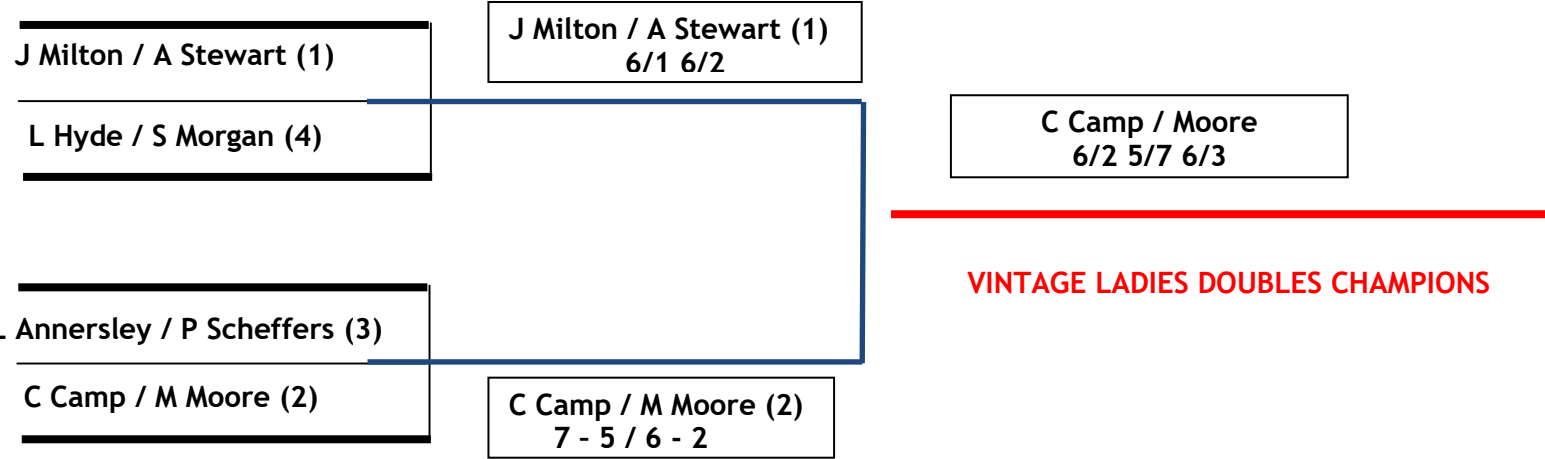 J Milton / A Stewart (1)
L Hyde / S Morgan (4)
Annersley / P Scheffers (3)
C Camp / M Moore (2)
J Milton / A Stewart (1)
6/1 6/2
C Camp / M Moore (2)
7 – 5 / 6 - 2
C Camp / Moore
6/2 5/7 6/3
VINTAGE LADIES DOUBLES CHAMPIONS